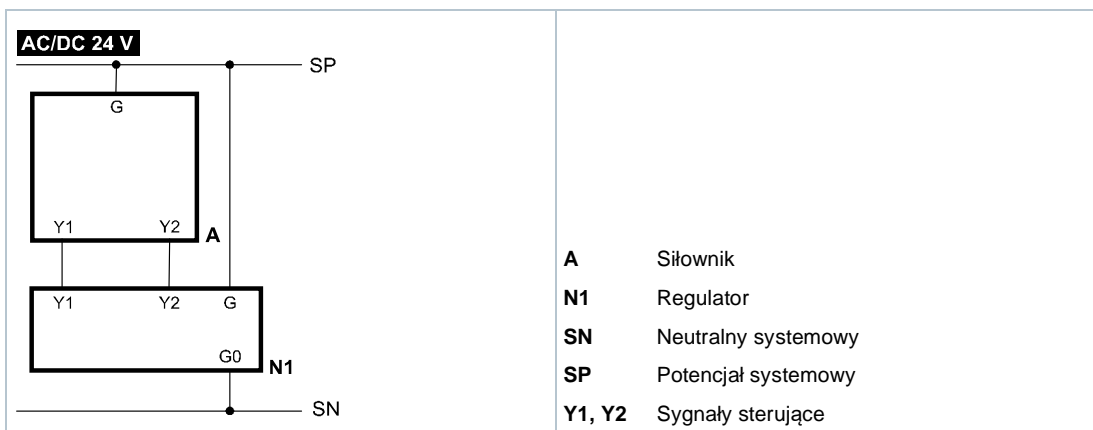 AC/DC 24 V
SP
G
Y1 Y2
A
Y1 Y2 G
G0
N1
SN
A Siłownik
N1 Regulator
SN Neutralny systemowy
SP Potencjał systemowy
Y1, Y2 Sygnały sterujące